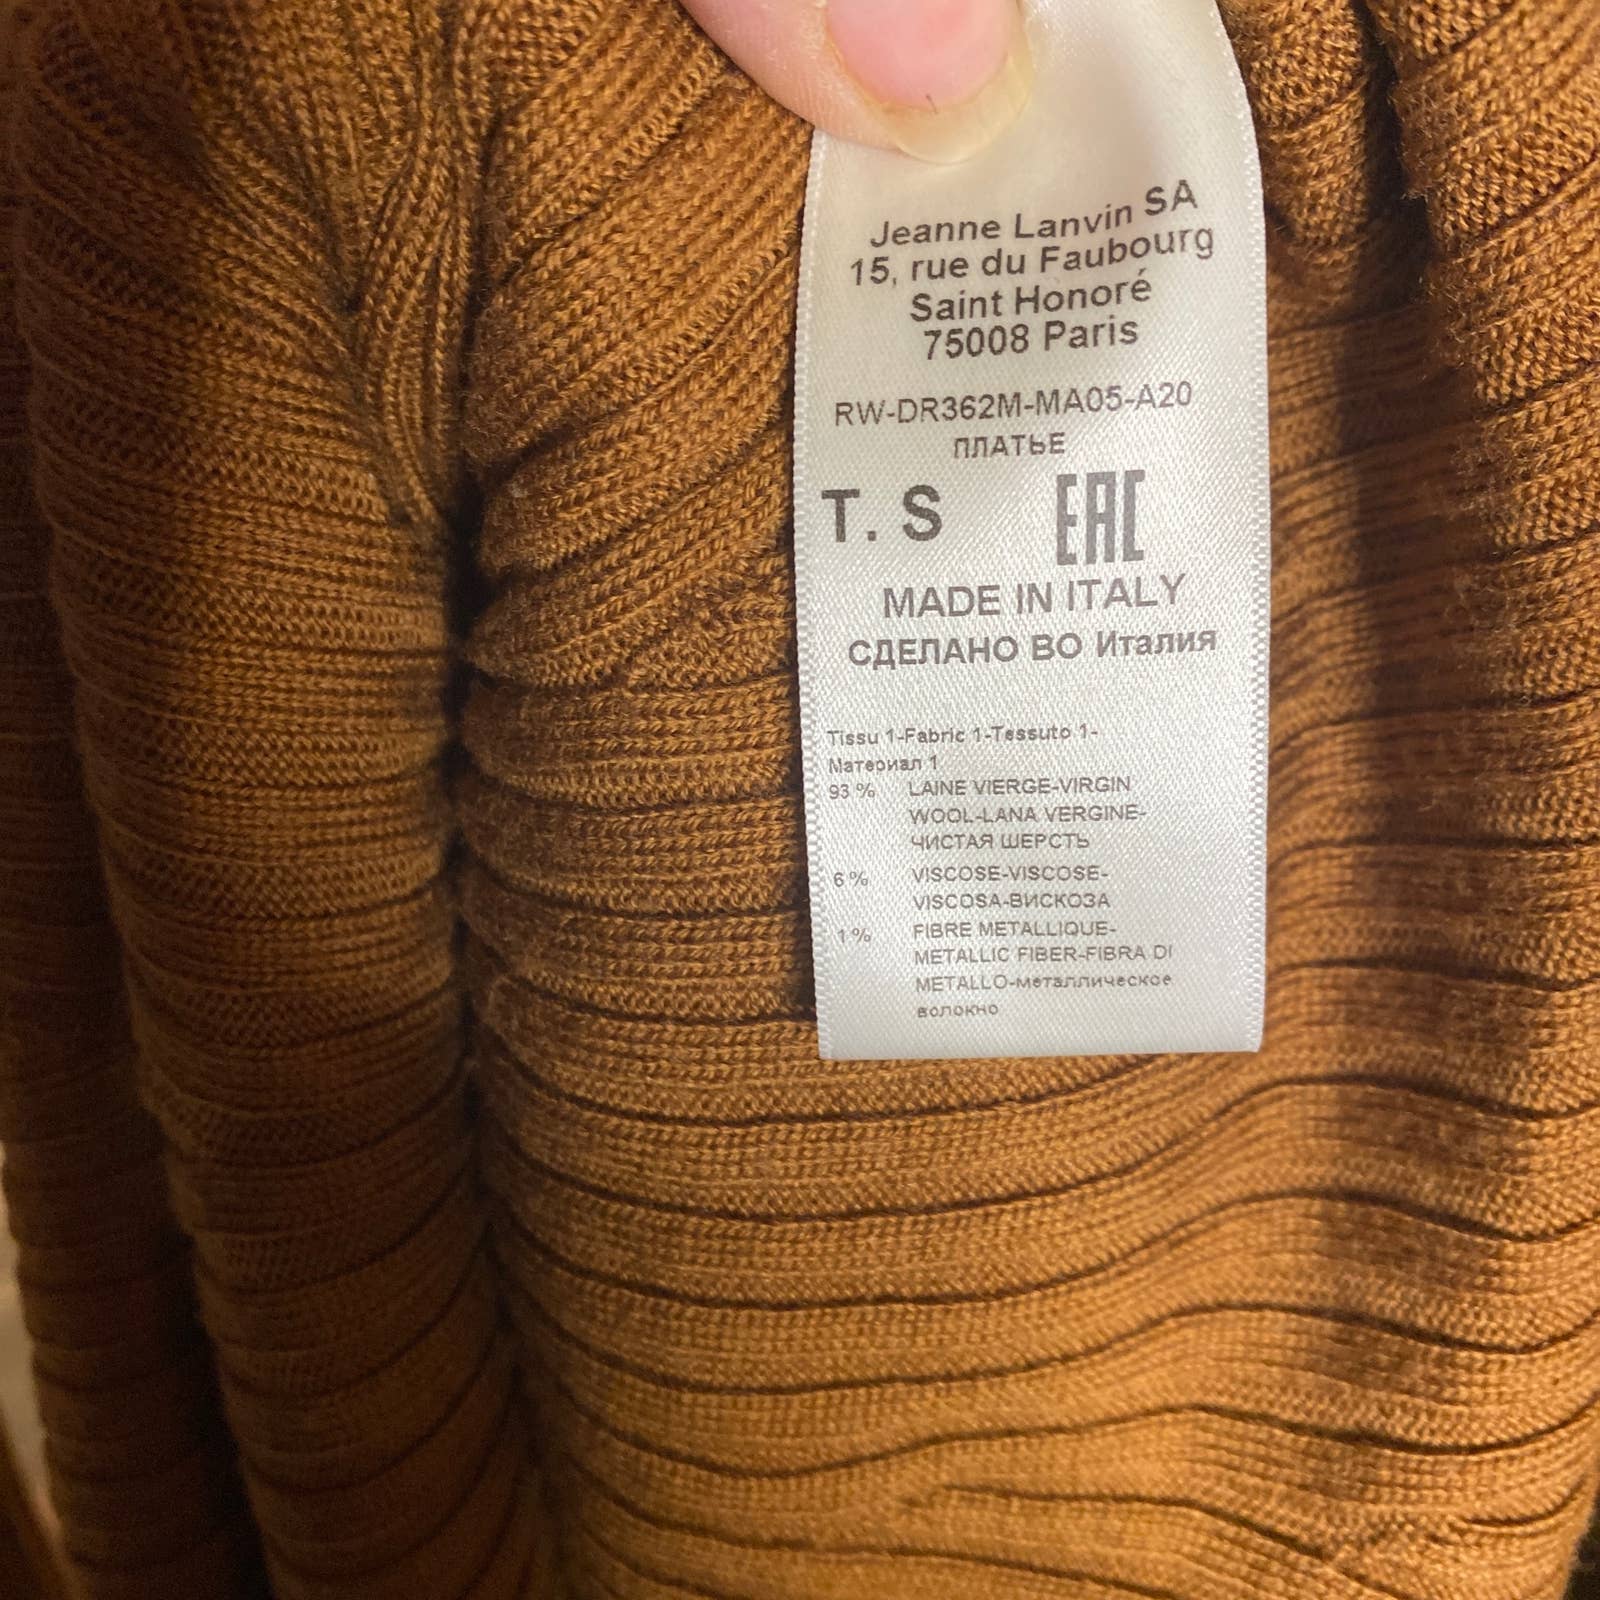 Jeanne Lanvin SA
15, rue du Faubourg
Saint Honoré
75008 Paris
RW-DR362M-MA05-A20
ПЛАТЬЕ
T. S EAC
MADE IN ITALY
СДЕЛАНО ВО Италия
Tissu 1-Fabric 1-Tessuto 1-
Материал 1
93 % LAINE VIERGE-VIRGIN
WOOL-LANA VERGINE-
ЧИСТАЯ ШЕРСТЬ
6 % VISCOSE-VISCOSE-
VISCOSA-ВИСКОЗА
1 % FIBRE METALLIQUE-
METALLIC FIBER-FIBRA DI
METALLO-металлическое
волокно